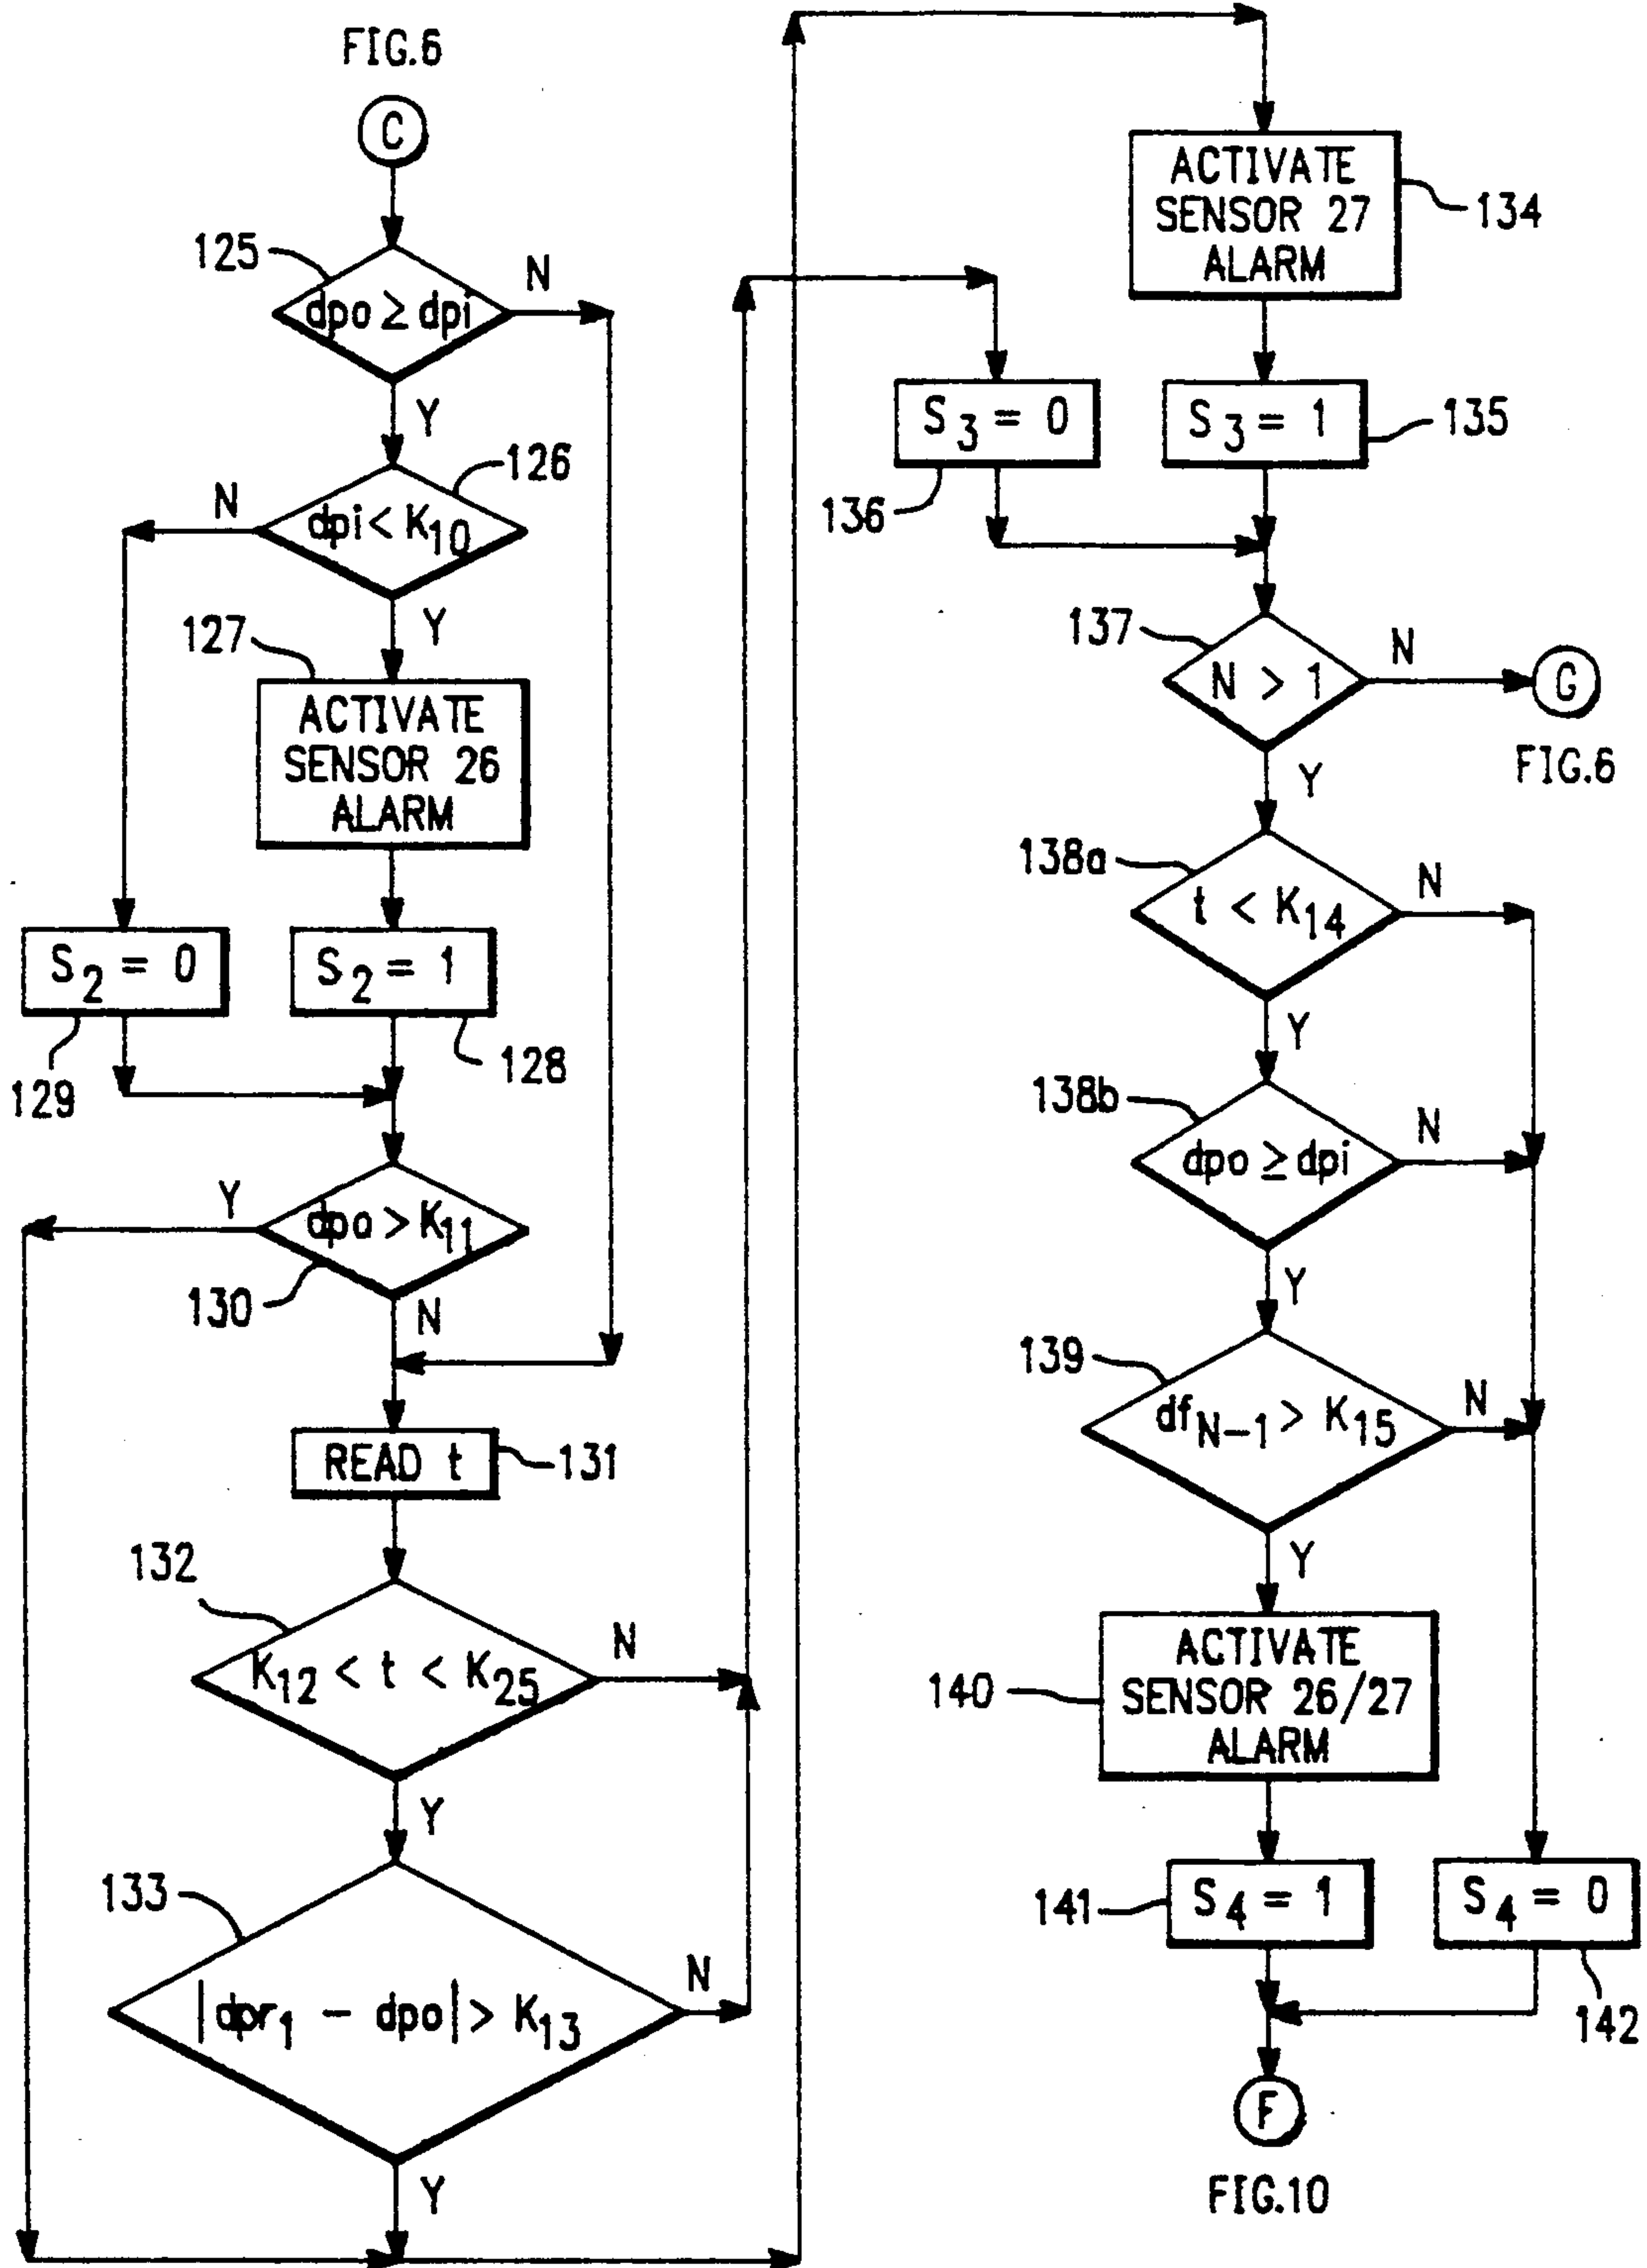 FIG.6
C
125
dpo ≥ dpi
N
Y
126
dpi < K10
N
Y
127
ACTIVATE
SENSOR 26
ALARM
S2 = 0
S2 = 1
129
128
dpo > K11
Y
130
N
READ t
131
132
K12 < t < K25
N
Y
133
|dpr1 - dpo| > K13
N
Y
ACTIVATE
SENSOR 27
ALARM
134
S3 = 0
S3 = 1
135
136
137
N > 1
N
G
FIG.6
Y
138a
t < K14
N
Y
138b
dpo ≥ dpi
N
Y
139
dfN-1 > K15
N
Y
140
ACTIVATE
SENSOR 26/27
ALARM
141
S4 = 1
S4 = 0
142
F
FIG.10